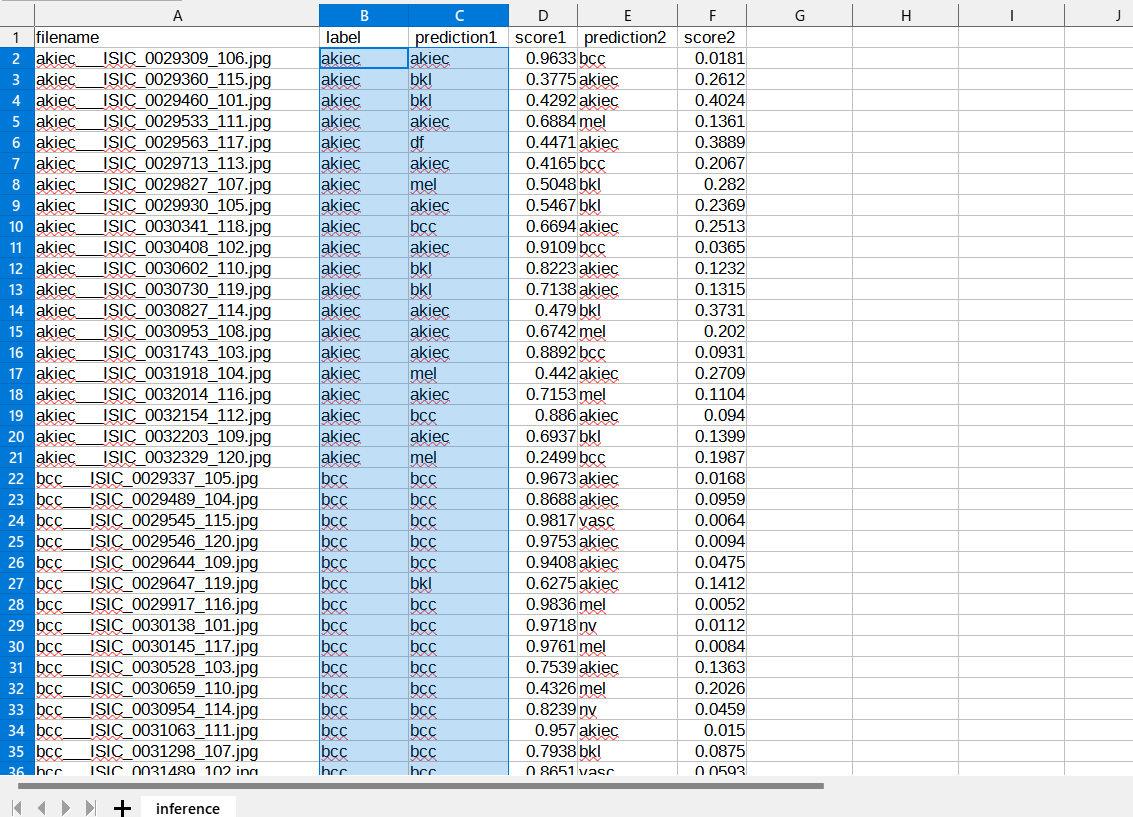 A B C D E F G H I J
1 filename label prediction1 score1 prediction2 score2
2 akiec___ISIC_0029309_106.jpg akiec akiec 0.9633 bcc 0.0181
3 akiec___ISIC_0029360_115.jpg akiec bkl 0.3775 akiec 0.2612
4 akiec___ISIC_0029460_101.jpg akiec bkl 0.4292 akiec 0.4024
5 akiec___ISIC_0029533_111.jpg akiec akiec 0.6884 mel 0.1361
6 akiec___ISIC_0029563_117.jpg akiec df 0.4471 akiec 0.3889
7 akiec___ISIC_0029713_113.jpg akiec akiec 0.4165 bcc 0.2067
8 akiec___ISIC_0029827_107.jpg akiec mel 0.5048 bkl 0.282
9 akiec___ISIC_0029930_105.jpg akiec akiec 0.5467 bkl 0.2369
10 akiec___ISIC_0030341_118.jpg akiec bcc 0.6694 akiec 0.2513
11 akiec___ISIC_0030408_102.jpg akiec akiec 0.9109 bcc 0.0365
12 akiec___ISIC_0030602_110.jpg akiec bkl 0.8223 akiec 0.1232
13 akiec___ISIC_0030730_119.jpg akiec bkl 0.7138 akiec 0.1315
14 akiec___ISIC_0030827_114.jpg akiec akiec 0.479 bkl 0.3731
15 akiec___ISIC_0030953_108.jpg akiec akiec 0.6742 mel 0.202
16 akiec___ISIC_0031743_103.jpg akiec akiec 0.8892 bcc 0.0931
17 akiec___ISIC_0031918_104.jpg akiec mel 0.442 akiec 0.2709
18 akiec___ISIC_0032014_116.jpg akiec akiec 0.7153 mel 0.1104
19 akiec___ISIC_0032154_112.jpg akiec bcc 0.886 akiec 0.094
20 akiec___ISIC_0032203_109.jpg akiec akiec 0.6937 bkl 0.1399
21 akiec___ISIC_0032329_120.jpg akiec mel 0.2499 bcc 0.1987
22 bcc___ISIC_0029337_105.jpg bcc bcc 0.9673 akiec 0.0168
23 bcc___ISIC_0029489_104.jpg bcc bcc 0.8688 akiec 0.0959
24 bcc___ISIC_0029545_115.jpg bcc bcc 0.9817 vasc 0.0064
25 bcc___ISIC_0029546_120.jpg bcc bcc 0.9753 akiec 0.0094
26 bcc___ISIC_0029644_109.jpg bcc bcc 0.9408 akiec 0.0475
27 bcc___ISIC_0029647_119.jpg bcc bkl 0.6275 akiec 0.1412
28 bcc___ISIC_0029917_116.jpg bcc bcc 0.9836 mel 0.0052
29 bcc___ISIC_0030138_101.jpg bcc bcc 0.9718 nv 0.0112
30 bcc___ISIC_0030145_117.jpg bcc bcc 0.9761 mel 0.0084
31 bcc___ISIC_0030528_103.jpg bcc bcc 0.7539 akiec 0.1363
32 bcc___ISIC_0030659_110.jpg bcc bcc 0.4326 mel 0.2026
33 bcc___ISIC_0030954_114.jpg bcc bcc 0.8239 nv 0.0459
34 bcc___ISIC_0031063_111.jpg bcc bcc 0.957 akiec 0.015
35 bcc___ISIC_0031298_107.jpg bcc bcc 0.7938 bkl 0.0875
36 bcc___ISIC_0031489_102.jpg bcc bcc 0.8651 vasc 0.0593
inference